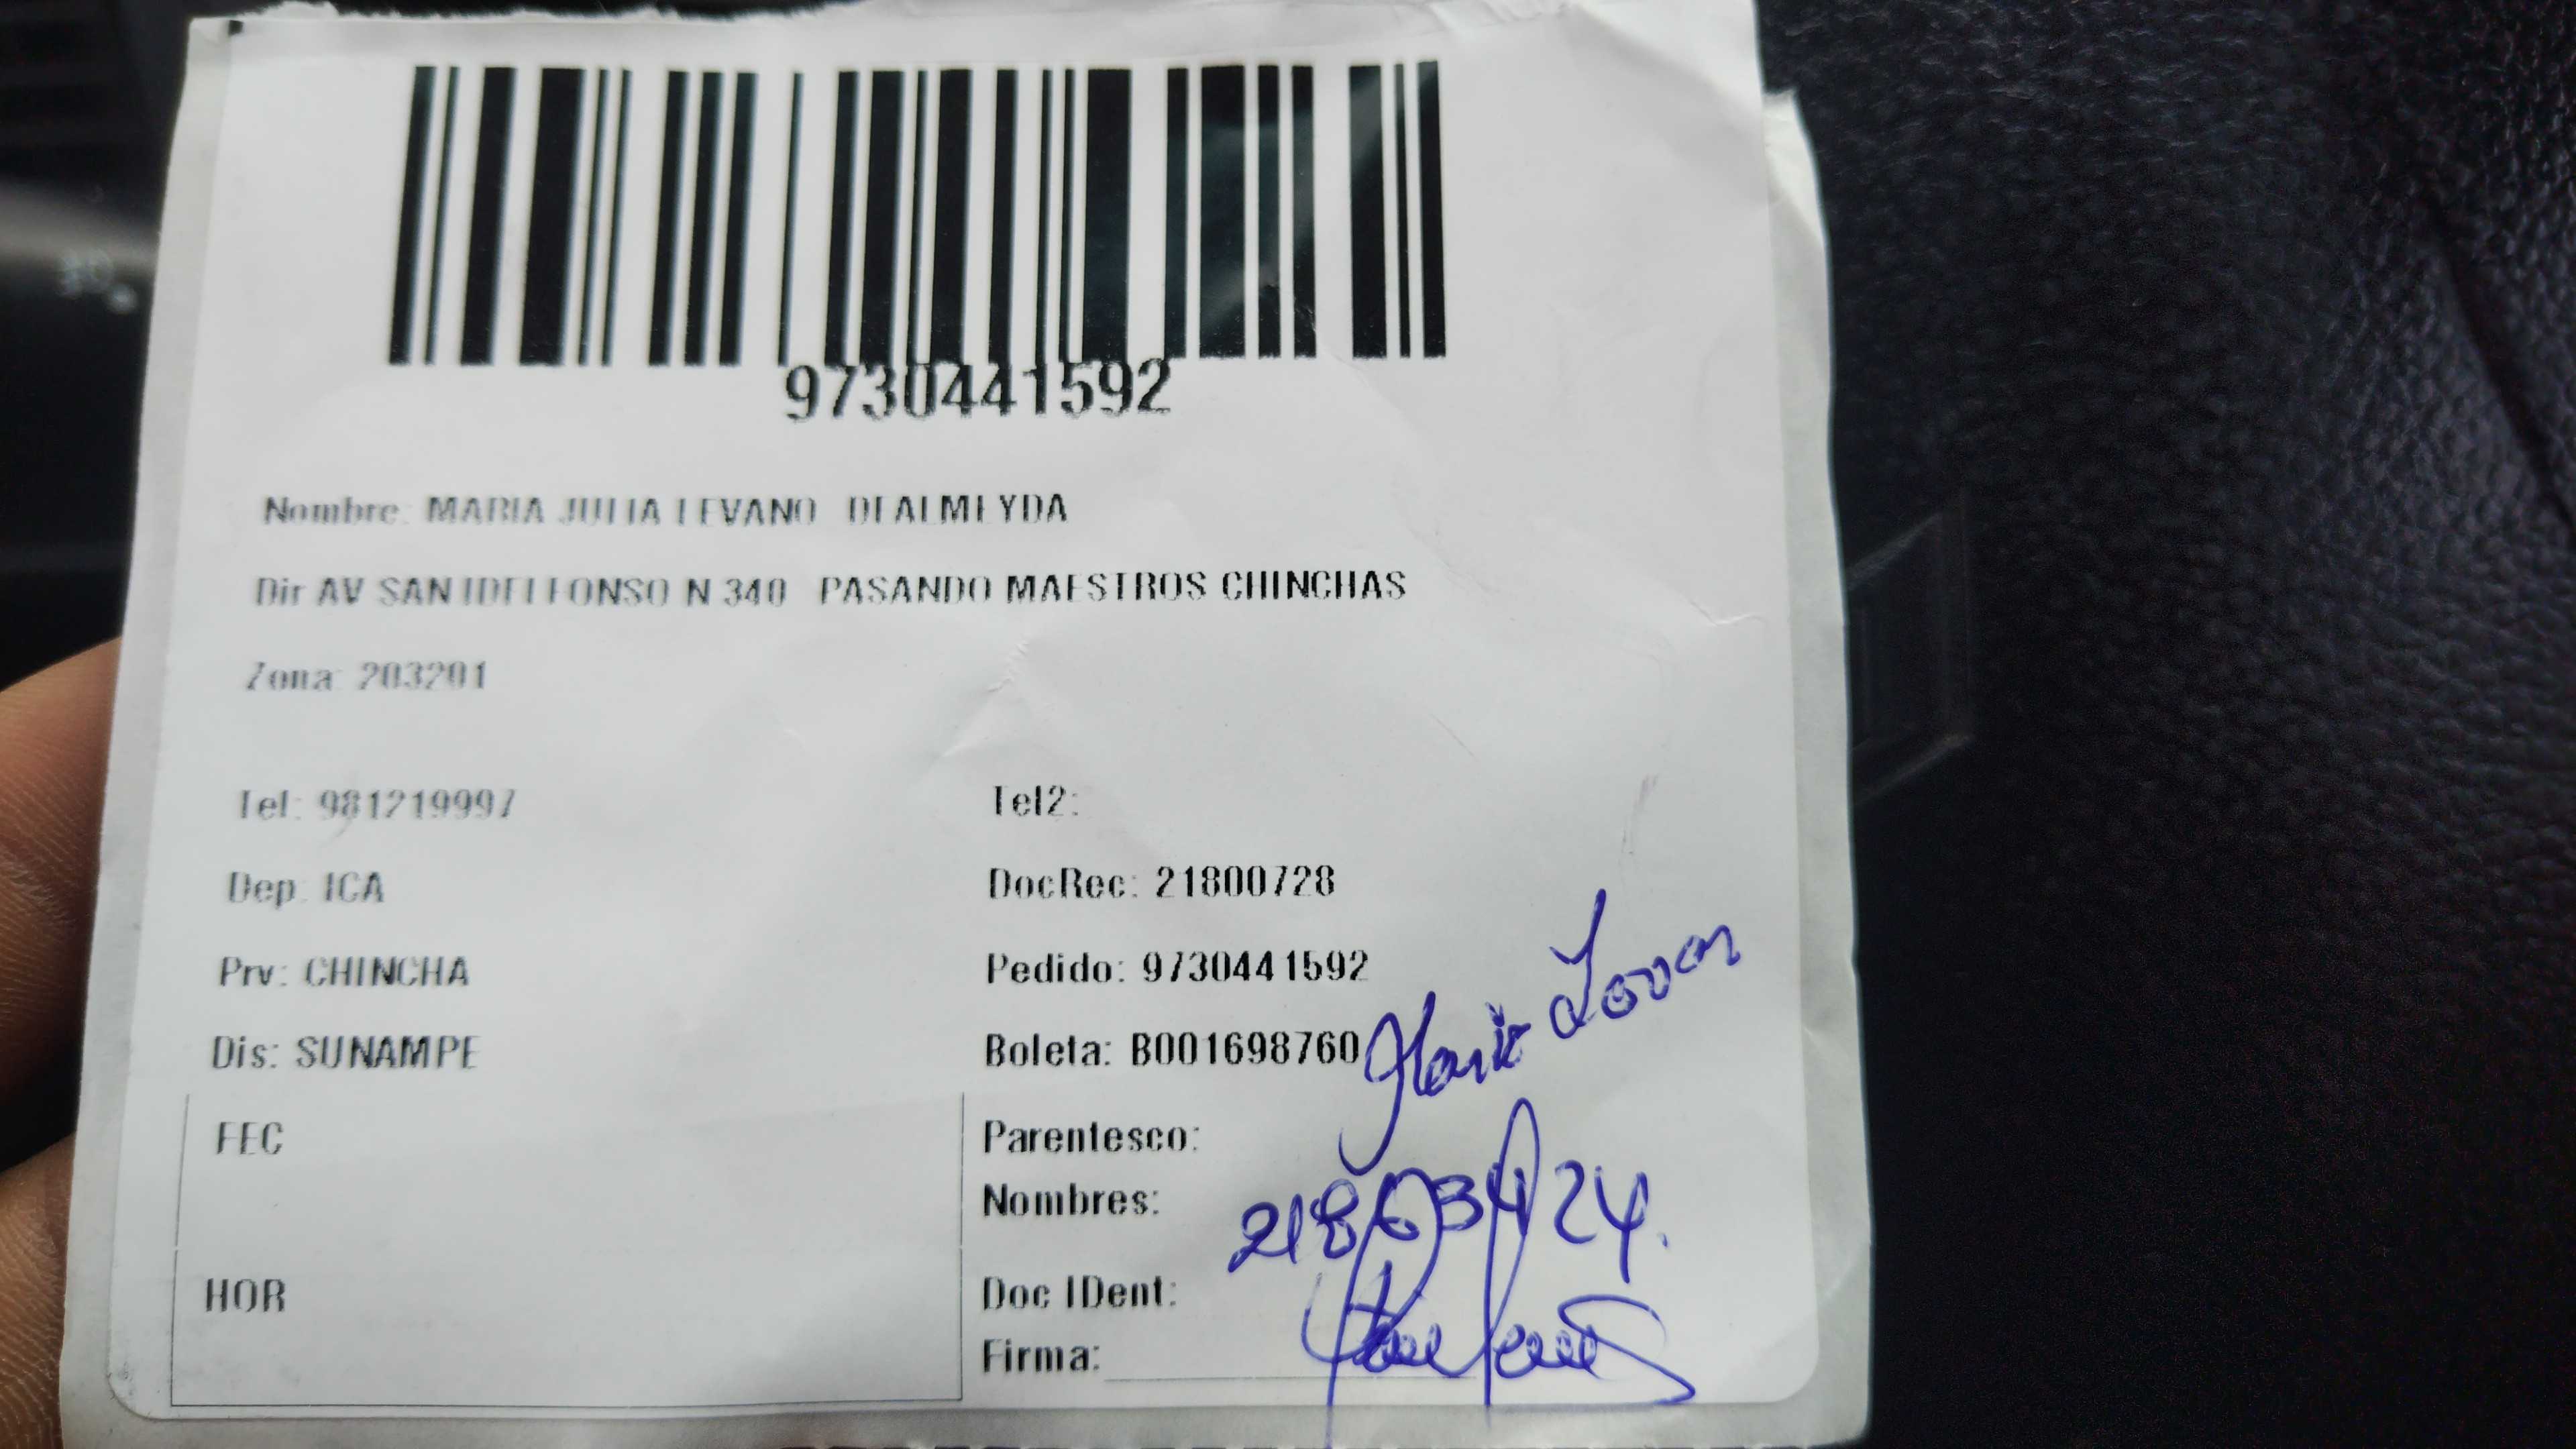 9730441592
Nombre: MARIA JULIA LEVANO DEALMEYDA
Dir AV SAN IDELFONSO N 340 PASANDO MAESTROS CHINCHAS
Zona: 203201
Tel: 981219997
Tel2:
Dep: ICA
DocRec: 21800728
Prv: CHINCHA
Pedido: 9730441592
Dis: SUNAMPE
Boleta: B001698760
FEC
Parentesco:
Nombres:
HOR
Doc IDent:
Firma: